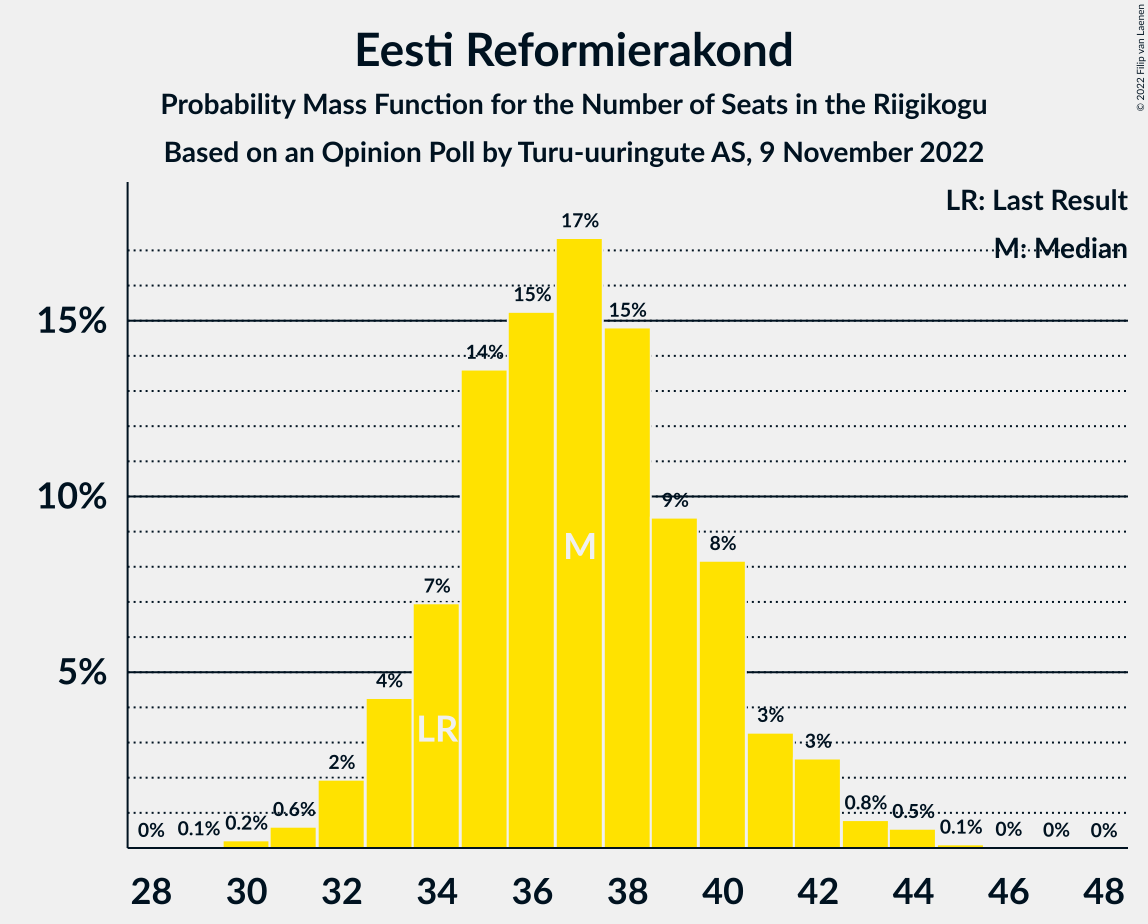 Eesti Reformierakond
Probability Mass Function for the Number of Seats in the Riigikogu
Based on an Opinion Poll by Turu-uuringute AS, 9 November 2022
© 2022 Filip van Laenen
LR: Last Result
M: Median
15%
10%
5%
0% 0.1% 0.2% 0.6% 2% 4% 7% 14% 15% 17% 15% 9% 8% 3% 3% 0.8% 0.5% 0.1% 0% 0% 0%
LR
M
28 30 32 34 36 38 40 42 44 46 48